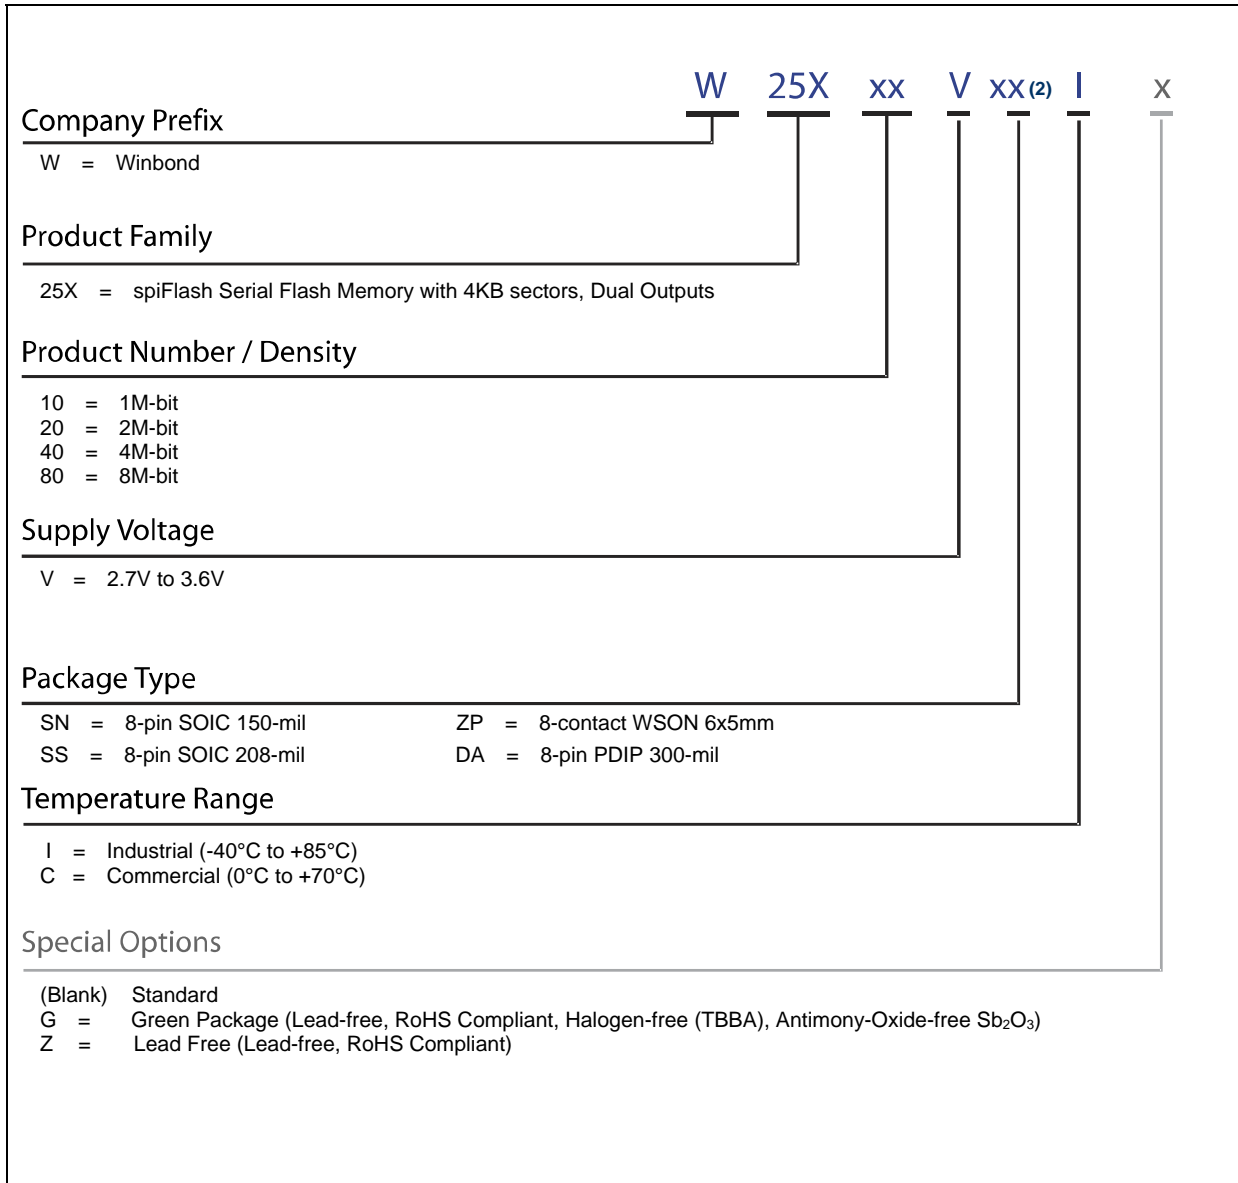 W 25X xx V xx(2) I x
Company Prefix
W = Winbond
Product Family
25X = spiFlash Serial Flash Memory with 4KB sectors, Dual Outputs
Product Number / Density
10 = 1M-bit
20 = 2M-bit
40 = 4M-bit
80 = 8M-bit
Supply Voltage
V = 2.7V to 3.6V
Package Type
SN = 8-pin SOIC 150-mil ZP = 8-contact WSON 6x5mm
SS = 8-pin SOIC 208-mil DA = 8-pin PDIP 300-mil
Temperature Range
I = Industrial (-40°C to +85°C)
C = Commercial (0°C to +70°C)
Special Options
(Blank) Standard
G = Green Package (Lead-free, RoHS Compliant, Halogen-free (TBBA), Antimony-Oxide-free Sb₂O₃)
Z = Lead Free (Lead-free, RoHS Compliant)